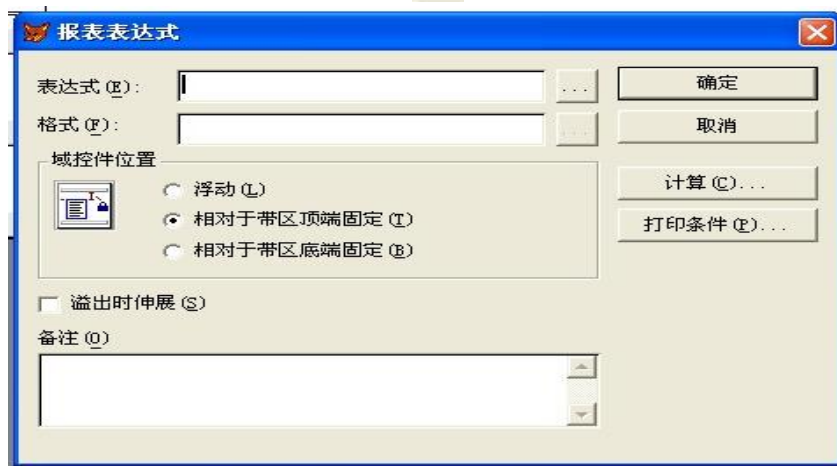 报表表达式
表达式(E):
...
确定
格式(F):
...
取消
域控件位置
浮动(L)
相对于带区顶端固定(T)
相对于带区底端固定(B)
计算(C)...
打印条件(P)...
溢出时伸展(S)
备注(O)